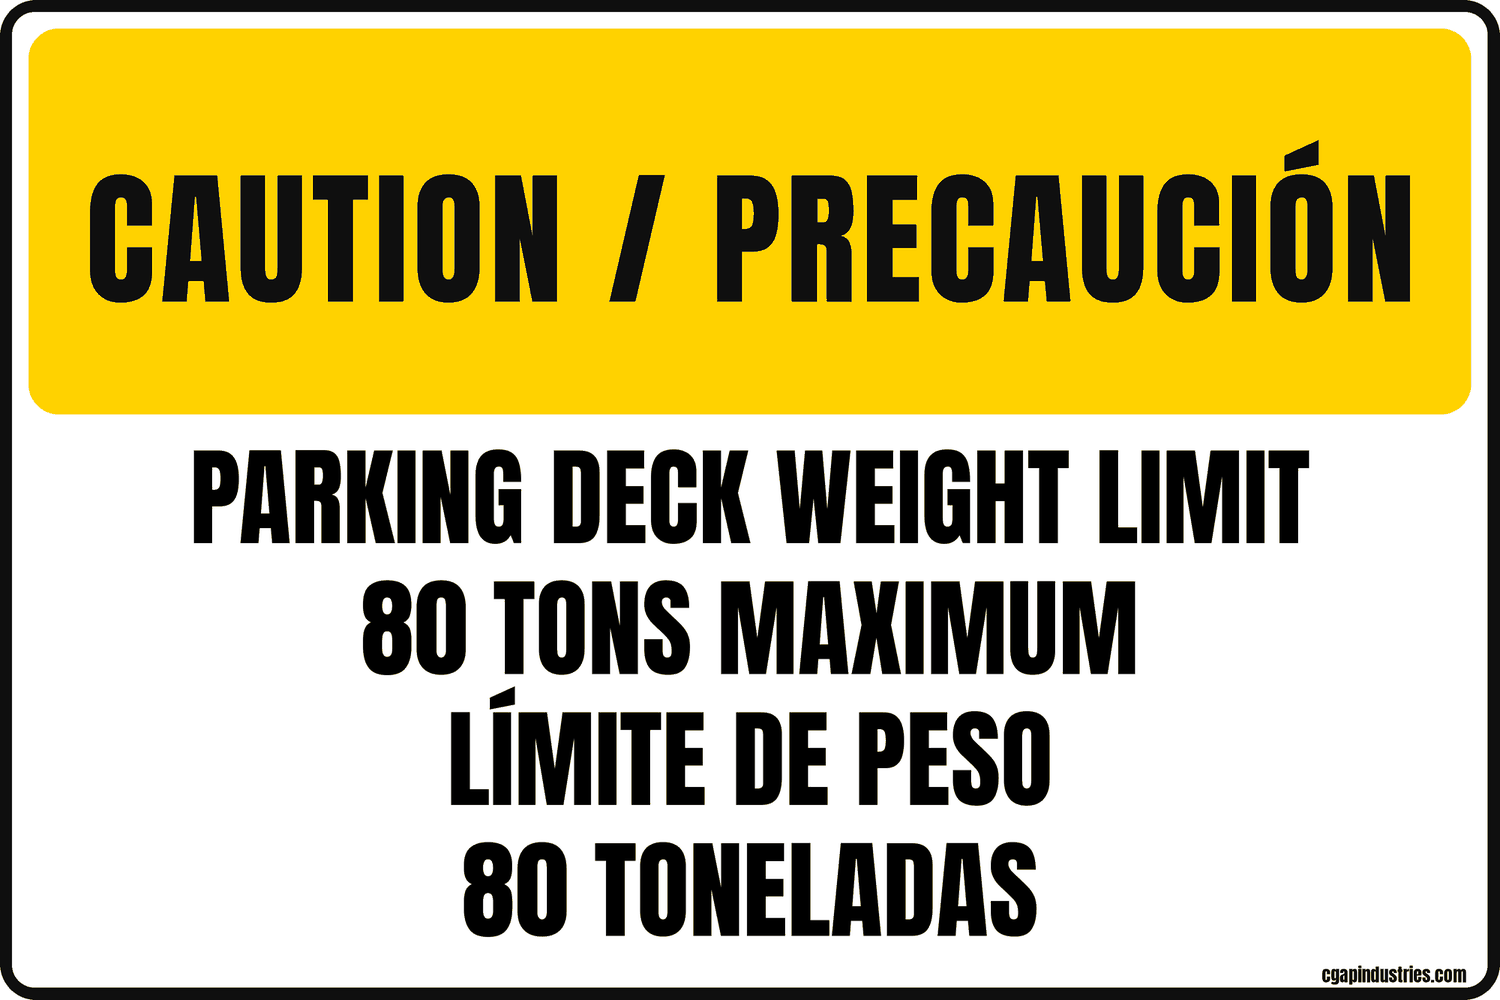 CAUTION / PRECAUCIÓN
PARKING DECK WEIGHT LIMIT
80 TONS MAXIMUM
LÍMITE DE PESO
80 TONELADAS
cgapindustries.com